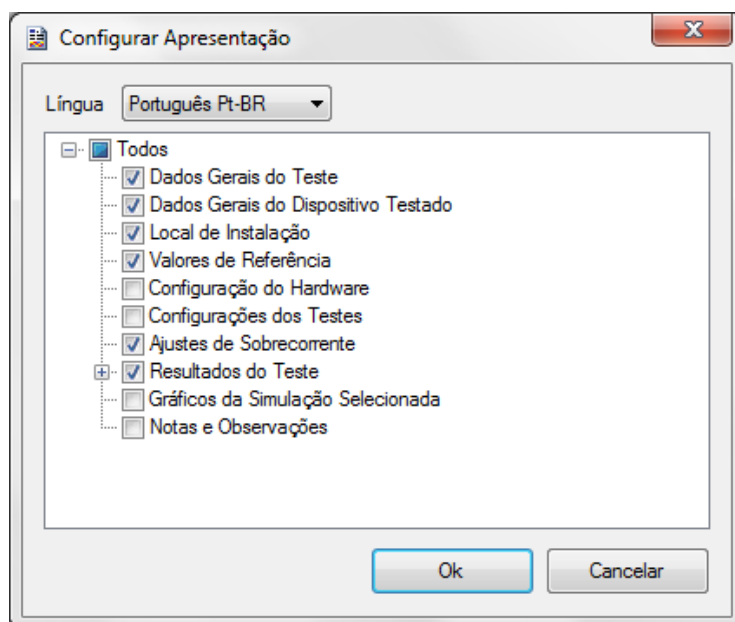 Configurar Apresentação
Língua Português Pt-BR
Todos
Dados Gerais do Teste
Dados Gerais do Dispositivo Testado
Local de Instalação
Valores de Referência
Configuração do Hardware
Configurações dos Testes
Ajustes de Sobrecorrente
Resultados do Teste
Gráficos da Simulação Selecionada
Notas e Observações
Ok Cancelar